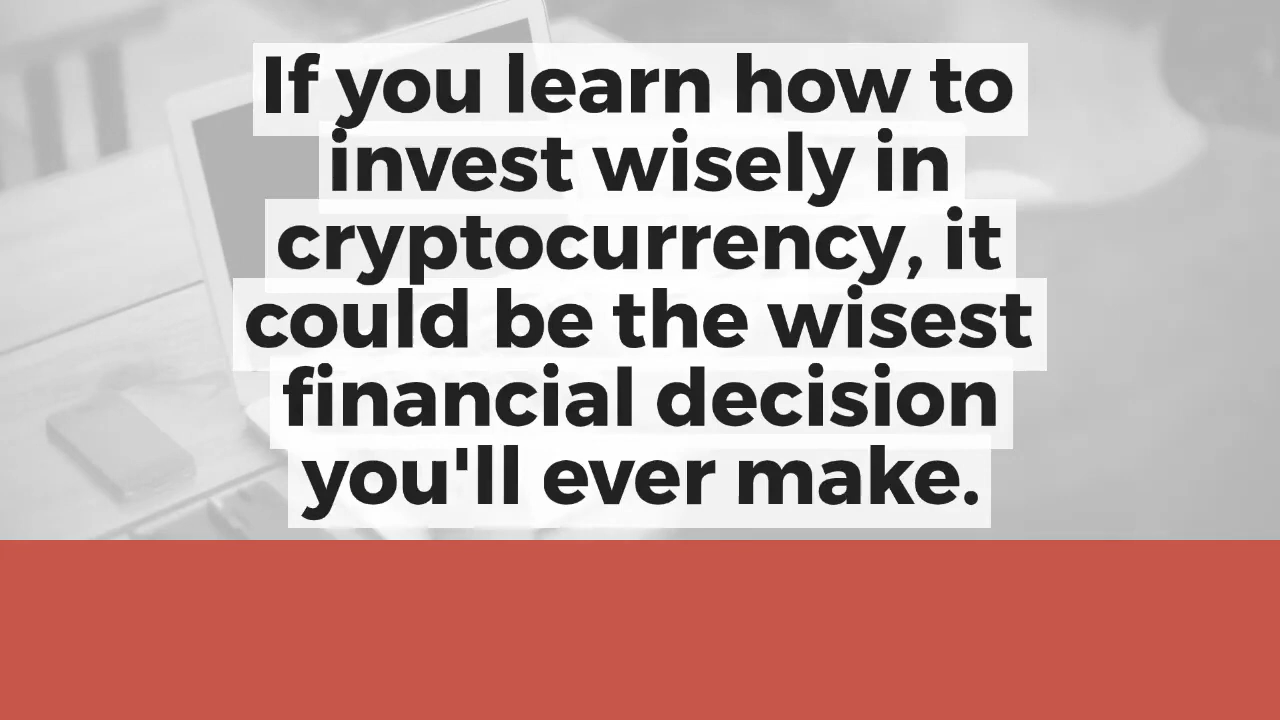 If you learn how to
invest wisely in
cryptocurrency, it
could be the wisest
financial decision
you'll ever make.